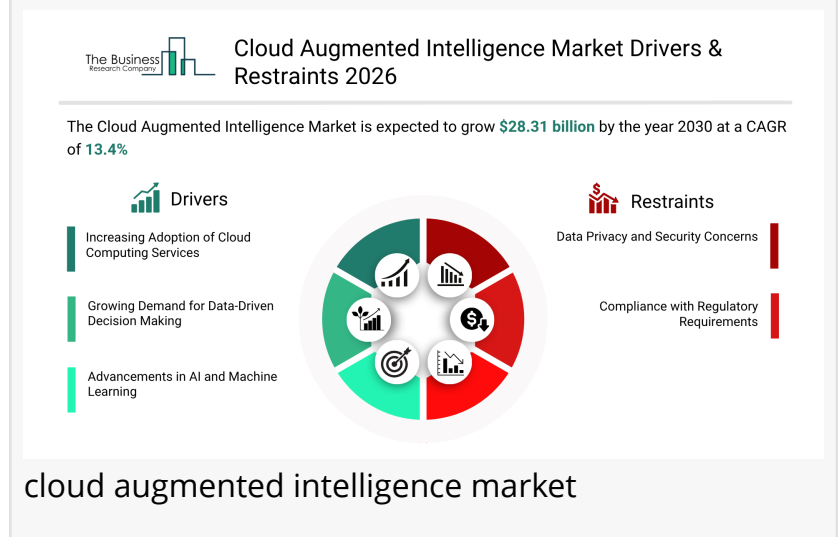 The Business
Research Company
Cloud Augmented Intelligence Market Drivers &
Restraints 2026
The Cloud Augmented Intelligence Market is expected to grow $28.31 billion by the year 2030 at a CAGR
of 13.4%
Drivers
Increasing Adoption of Cloud
Computing Services
Growing Demand for Data-Driven
Decision Making
Advancements in AI and Machine
Learning
Restraints
Data Privacy and Security Concerns
Compliance with Regulatory
Requirements
cloud augmented intelligence market